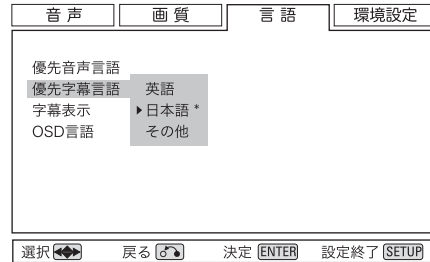 音声 画質 言語 環境設定
優先音声言語
優先字幕言語 英語
字幕表示 ▶日本語 *
OSD言語 その他
選択 戻る 決定 ENTER 設定終了 SETUP